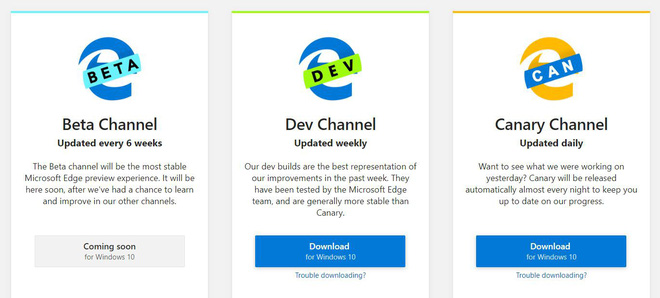 BETA
Beta Channel
Updated every 6 weeks
The Beta channel will be the most stable
Microsoft Edge preview experience. It will be
here soon, after we've had a chance to learn
and improve in our other channels.
Coming soon
for Windows 10
DEV
Dev Channel
Updated weekly
Our dev builds are the best representation of
our improvements in the past week. They
have been tested by the Microsoft Edge
team, and are generally more stable than
Canary.
Download
for Windows 10
Trouble downloading?
CAN
Canary Channel
Updated daily
Want to see what we were working on
yesterday? Canary will be released
automatically almost every night to keep you
up to date on our progress.
Download
for Windows 10
Trouble downloading?